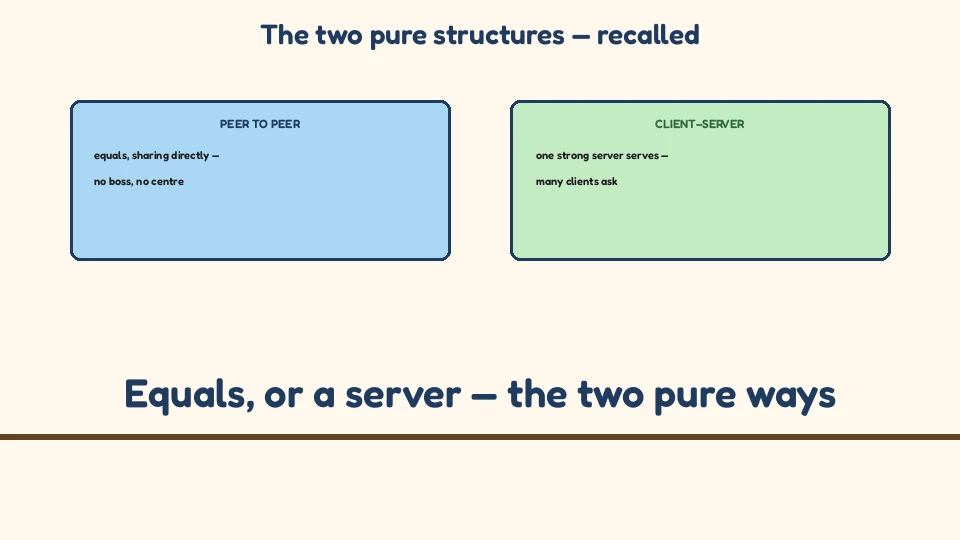 The two pure structures — recalled
PEER TO PEER
equals, sharing directly —
no boss, no centre
CLIENT–SERVER
one strong server serves —
many clients ask
Equals, or a server — the two pure ways